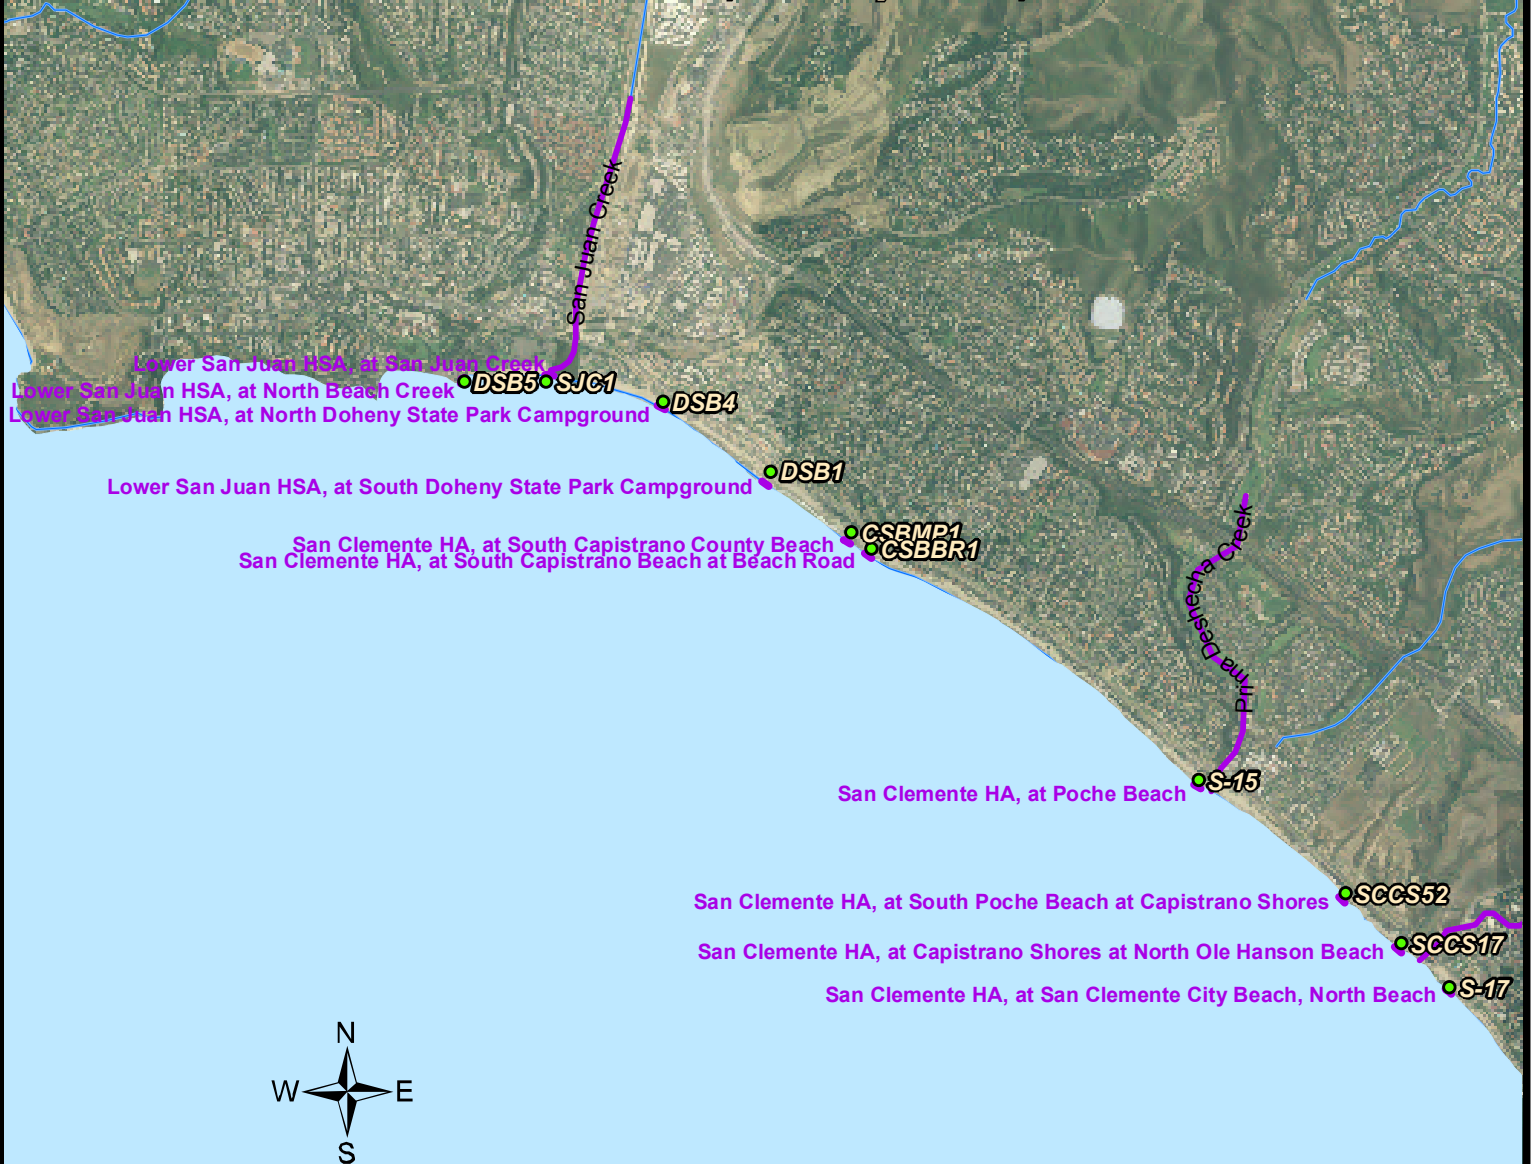 San Juan Creek
Lower San Juan HSA, at San Juan Creek
Lower San Juan HSA, at North Beach Creek
DSB5
SJC1
Lower San Juan HSA, at North Doheny State Park Campground
DSB4
Lower San Juan HSA, at South Doheny State Park Campground
DSB1
San Clemente HA, at South Capistrano County Beach
CSBMP1
San Clemente HA, at South Capistrano Beach at Beach Road
CSBBR1
Prima Deshecha Creek
San Clemente HA, at Poche Beach
S-15
San Clemente HA, at South Poche Beach at Capistrano Shores
SCCS52
San Clemente HA, at Capistrano Shores at North Ole Hanson Beach
SCCS17
San Clemente HA, at San Clemente City Beach, North Beach
S-17
N
W
E
S